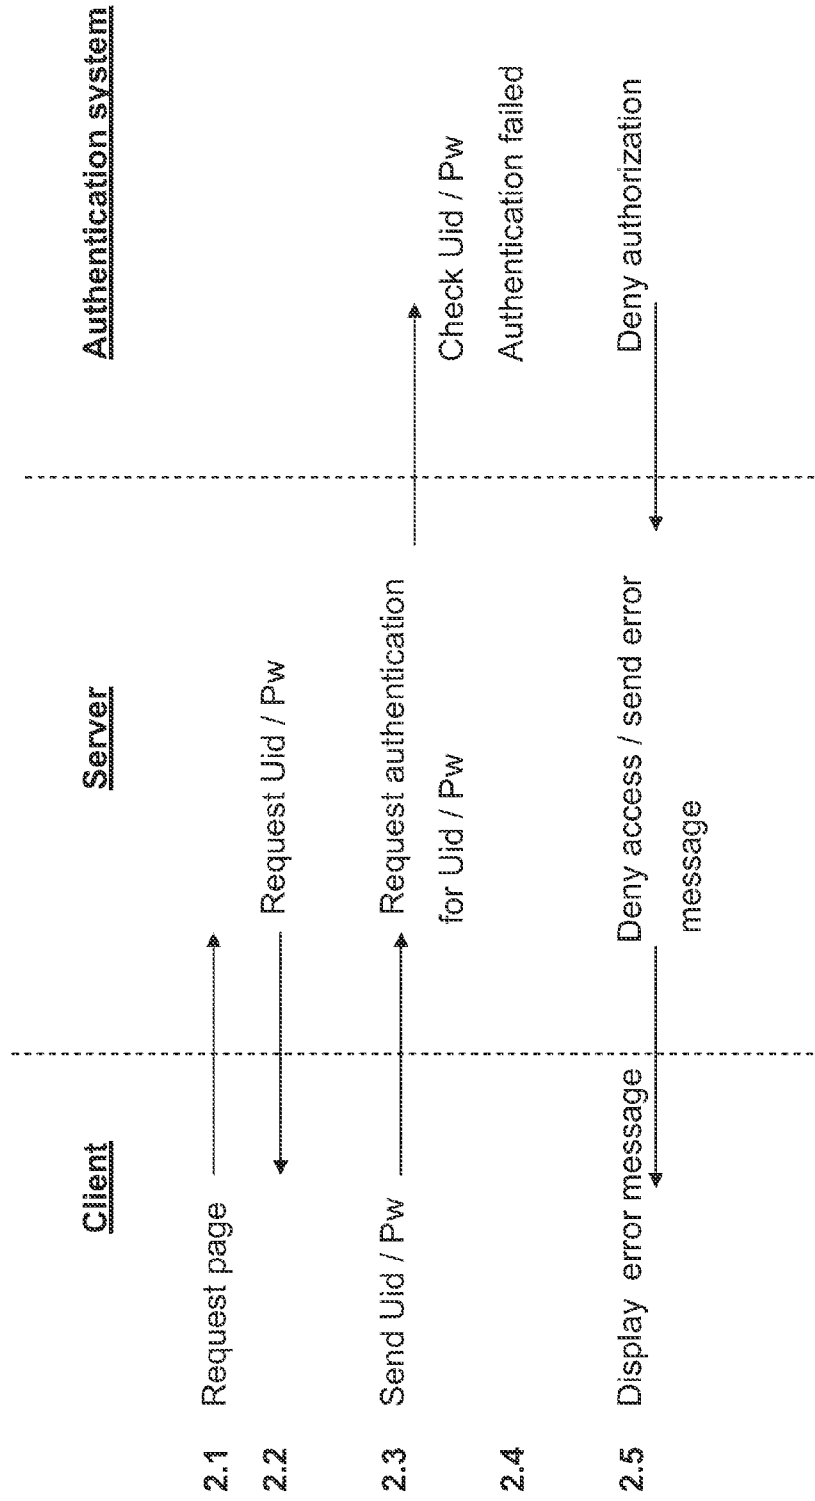 Client
Server
Authentication system
2.1
Request page
2.2
Request Uid / Pw
2.3
Send Uid / Pw
Request authentication
for Uid / Pw
Check Uid / Pw
2.4
Authentication failed
2.5
Display error message
Deny access / send error
message
Deny authorization